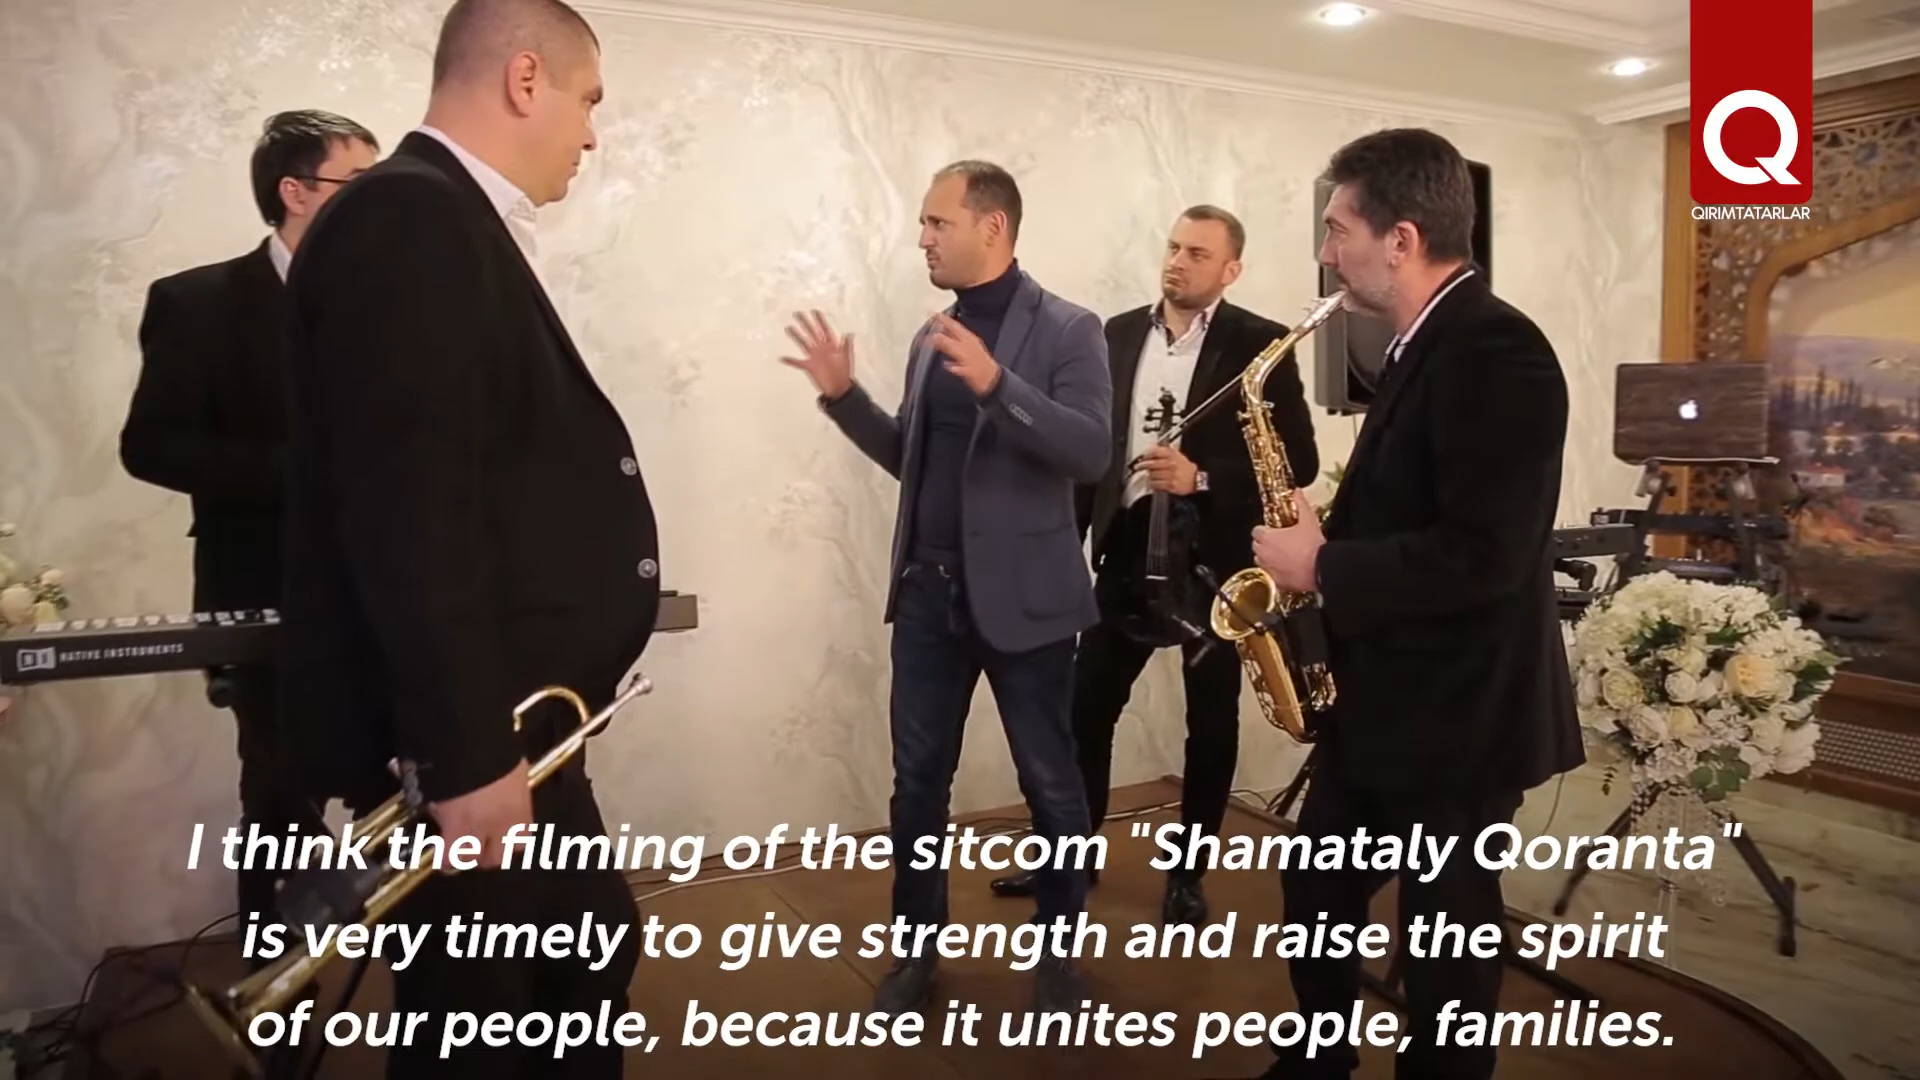 Q
QIRIMTATARLAR
NATIVE INSTRUMENTS
I think the filming of the sitcom "Shamataly Qoranta"
is very timely to give strength and raise the spirit
of our people, because it unites people, families.